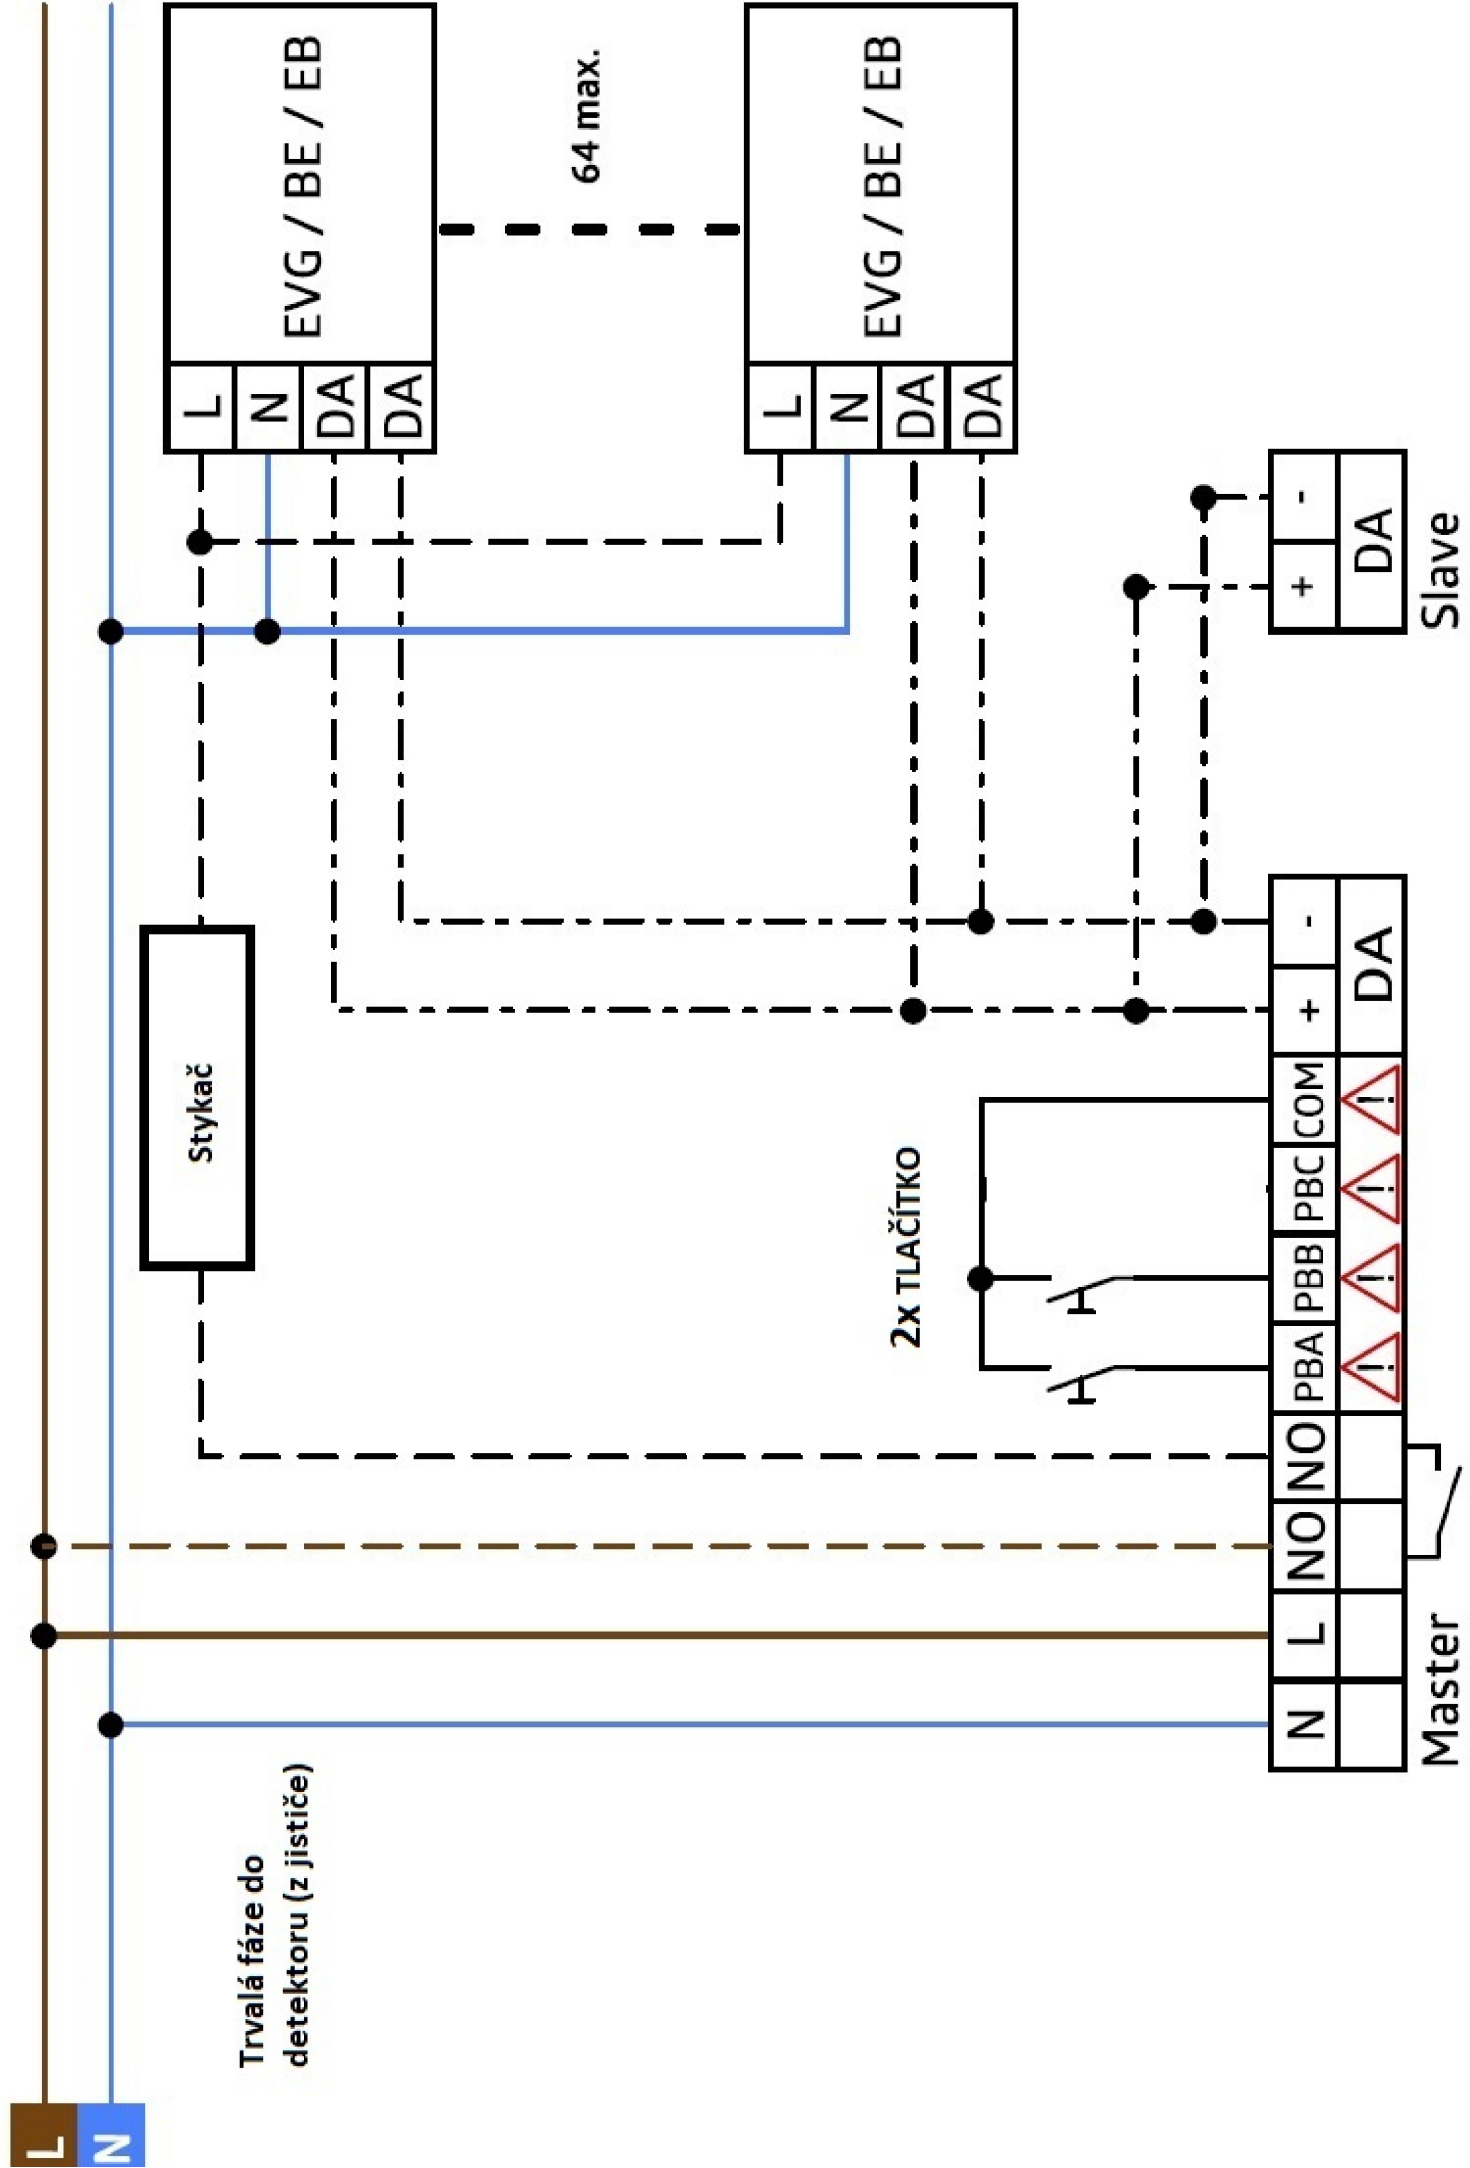 L
N
Trvalá fáze do
detektoru (z jističe)
Stykač
L
N
DA
DA
EVG / BE / EB
64 max.
L
N
DA
DA
EVG / BE / EB
2x TLAČÍTKO
N
L
NO
NO
PBA
PBB
PBC
COM
+
-
!
!
!
!
DA
Master
+
-
DA
Slave